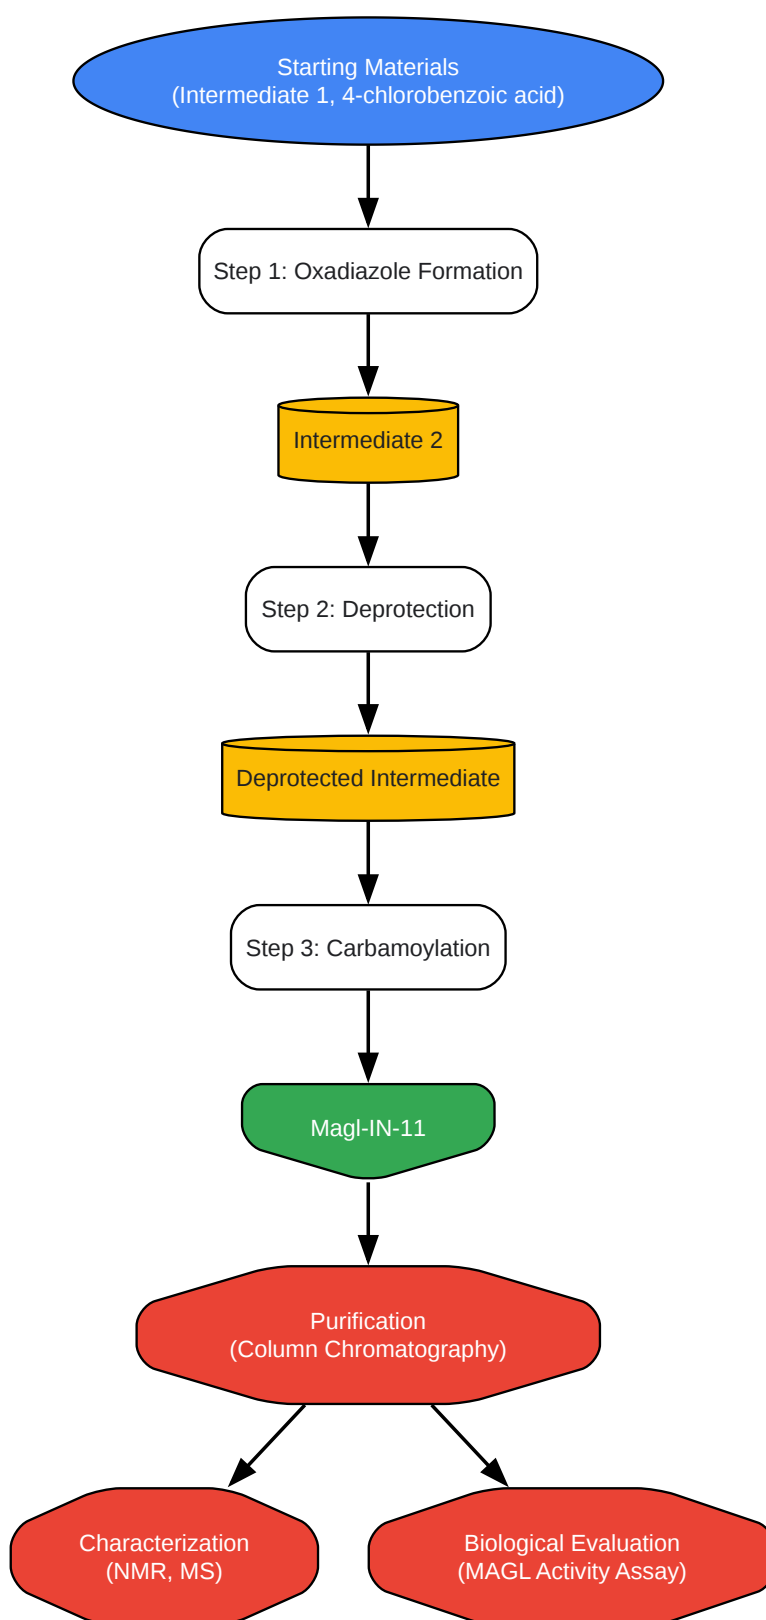 Starting Materials
(Intermediate 1, 4-chlorobenzoic acid)
Step 1: Oxadiazole Formation
Intermediate 2
Step 2: Deprotection
Deprotected Intermediate
Step 3: Carbamoylation
Magl-IN-11
Purification
(Column Chromatography)
Characterization
(NMR, MS)
Biological Evaluation
(MAGL Activity Assay)